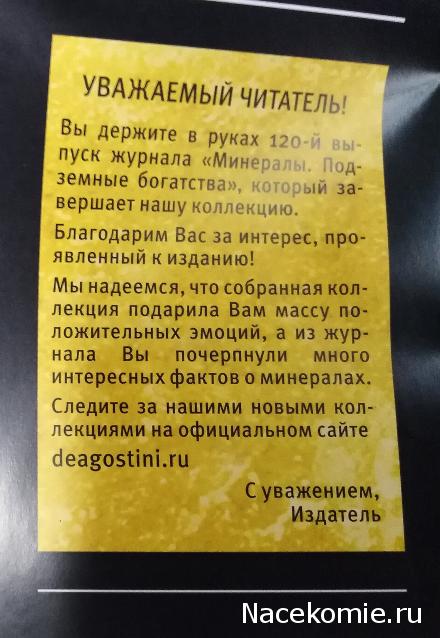 УВАЖАЕМЫЙ ЧИТАТЕЛЬ!
Вы держите в руках 120-й вы-
пуск журнала «Минералы. Под-
земные богатства», который за-
вершает нашу коллекцию.
Благодарим Вас за интерес, про-
явленный к изданию!
Мы надеемся, что собранная кол-
лекция подарила Вам массу по-
ложительных эмоций, а из жур-
нала Вы почерпнули много
интересных фактов о минералах.
Следите за нашими новыми кол-
лекциями на официальном сайте
deagostini.ru
С уважением,
Издатель
Nacekomie.ru